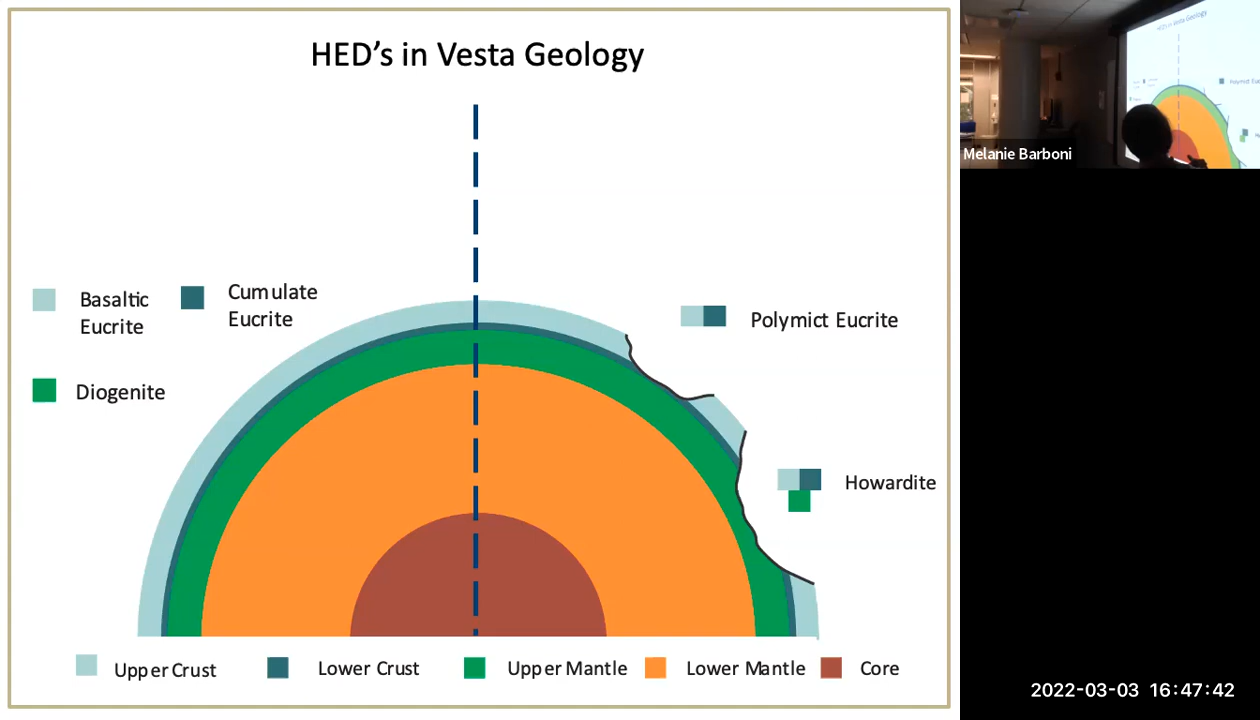 HED’s in Vesta Geology
Basaltic
Eucrite
Cumulate
Eucrite
Polymict Eucrite
Diogenite
Howardite
Upper Crust
Lower Crust
Upper Mantle
Lower Mantle
Core
Melanie Barboni
2022-03-03 16:47:42